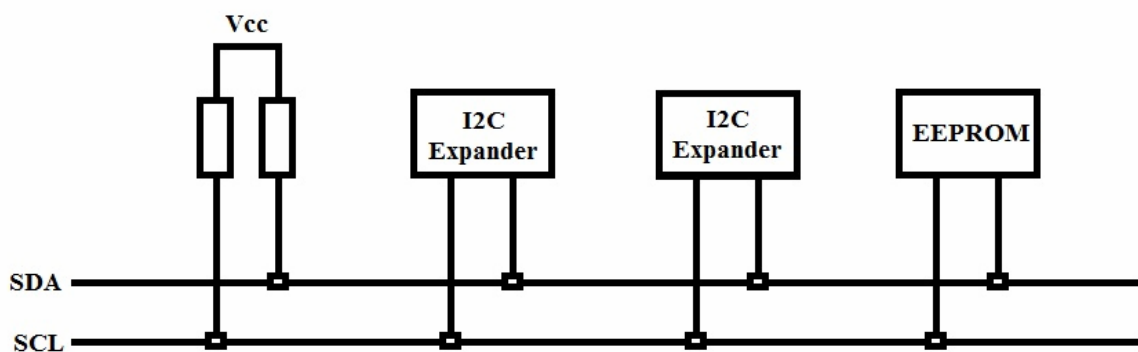 Vcc
I2C
Expander
I2C
Expander
EEPROM
SDA
SCL